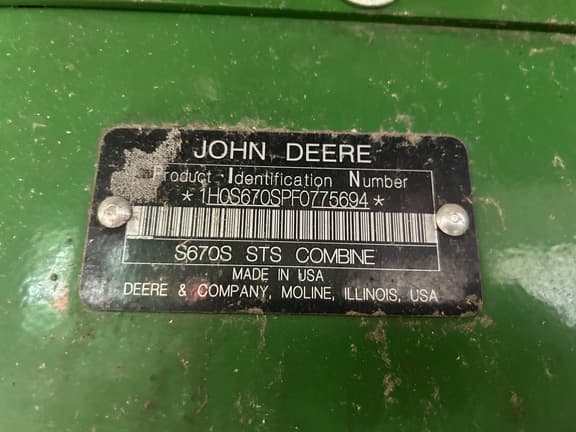 JOHN DEERE
Product Identification Number
*1H0S670SPF0775694*
S670S STS COMBINE
MADE IN USA
DEERE & COMPANY, MOLINE, ILLINOIS, USA